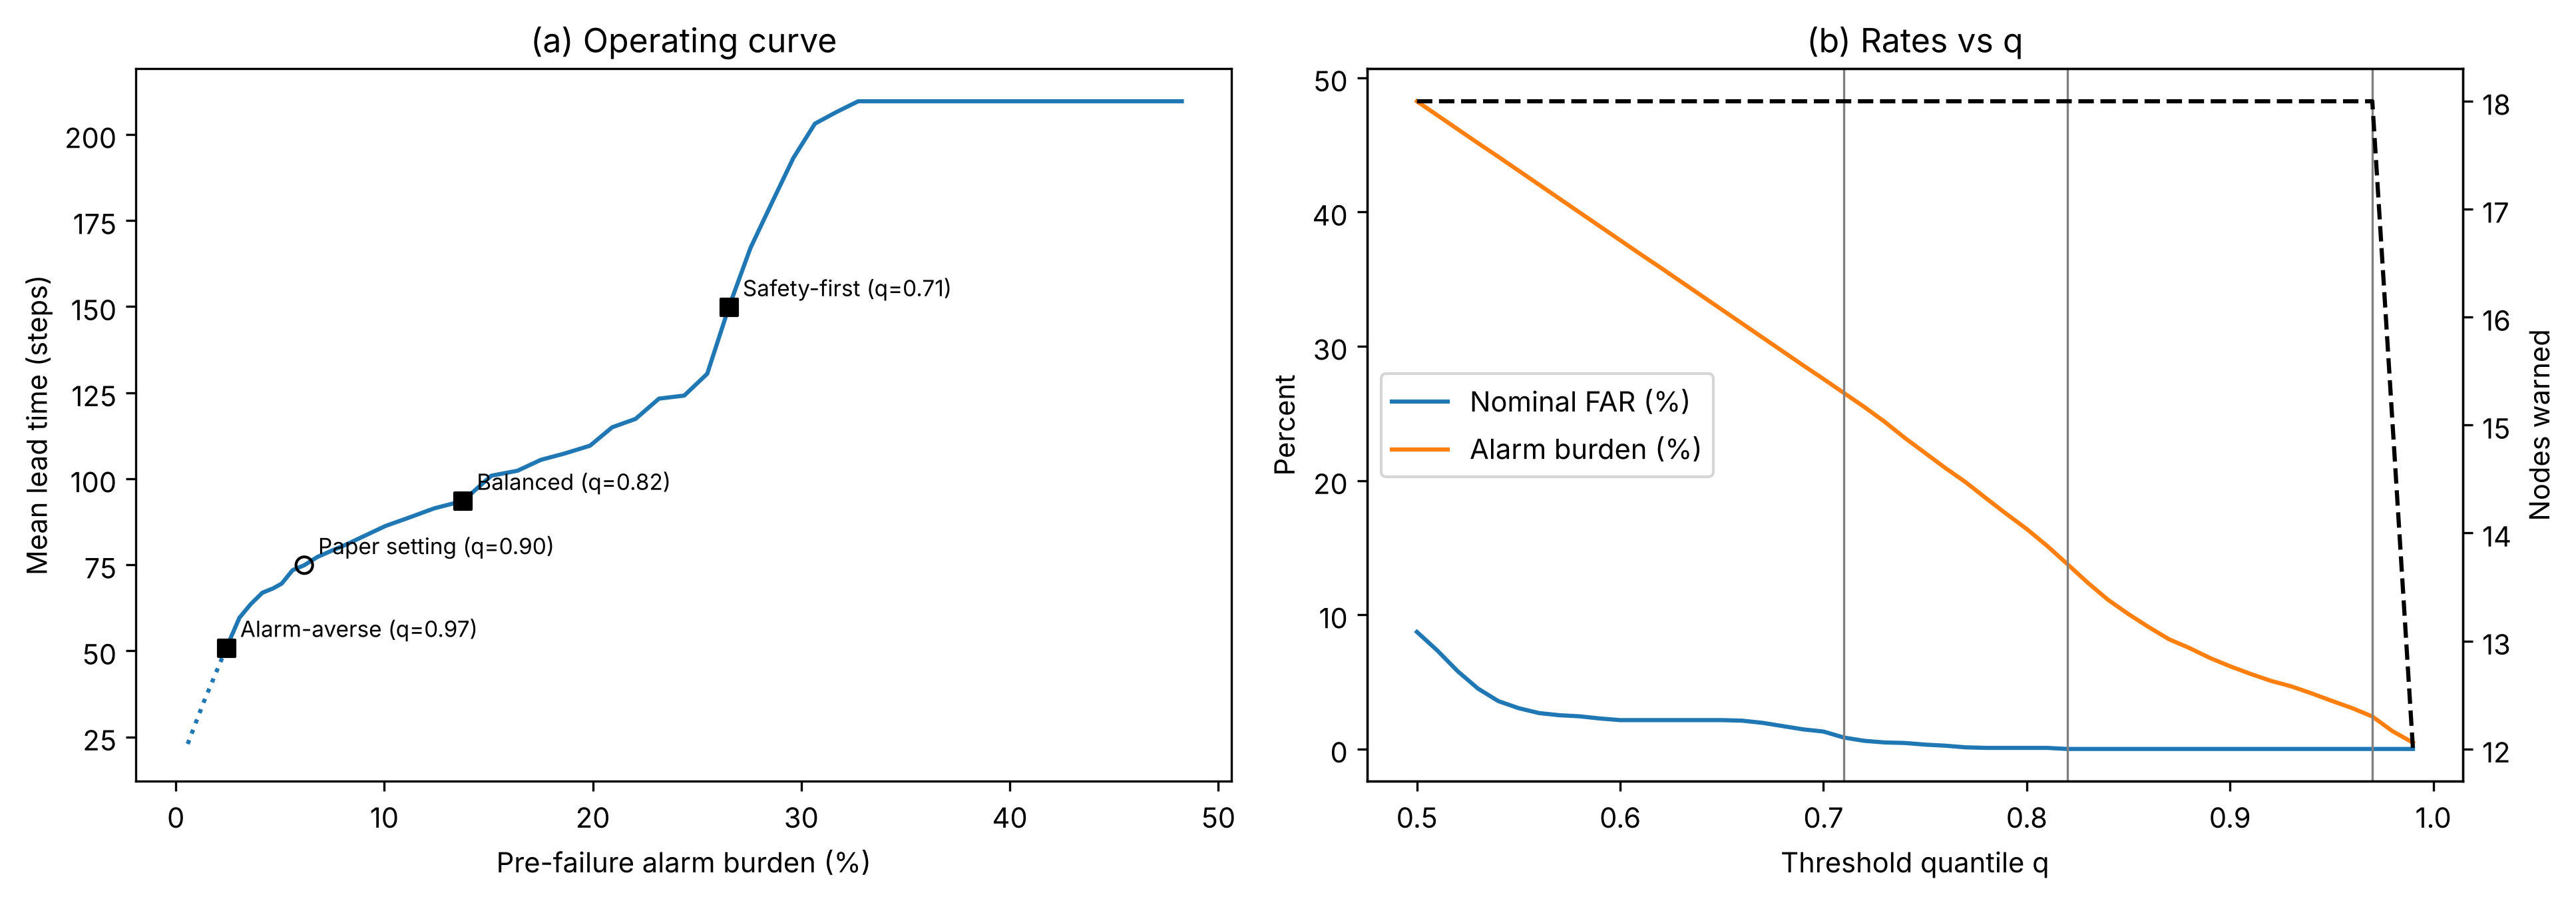 (a) Operating curve
Mean lead time (steps)
200
175
150
125
100
75
50
25
Safety-first (q=0.71)
Balanced (q=0.82)
Paper setting (q=0.90)
Alarm-averse (q=0.97)
0 10 20 30 40 50
Pre-failure alarm burden (%)
(b) Rates vs q
Percent
50
40
30
20
10
0
Nominal FAR (%)
Alarm burden (%)
18
17
16
15
14
13
12
Nodes warned
0.5 0.6 0.7 0.8 0.9 1.0
Threshold quantile q